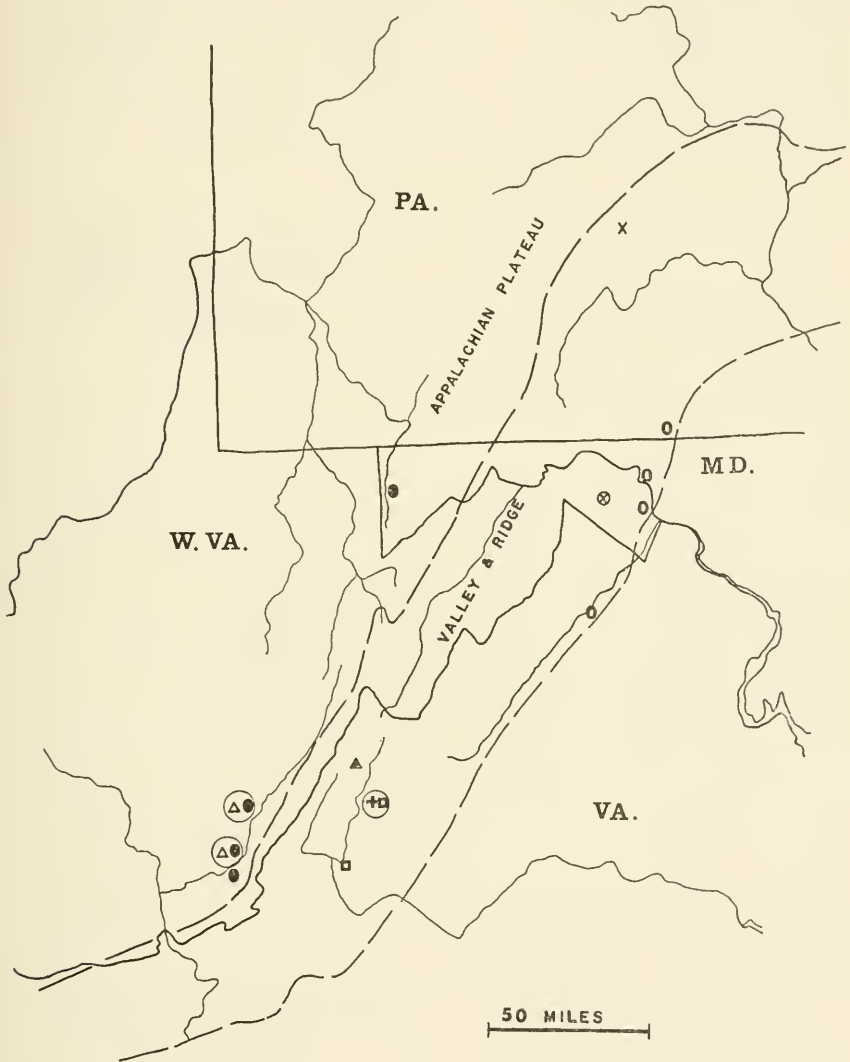 PA.
APPALACHIAN PLATEAU
MD.
W. VA.
VALLEY & RIDGE
VA.
50 MILES